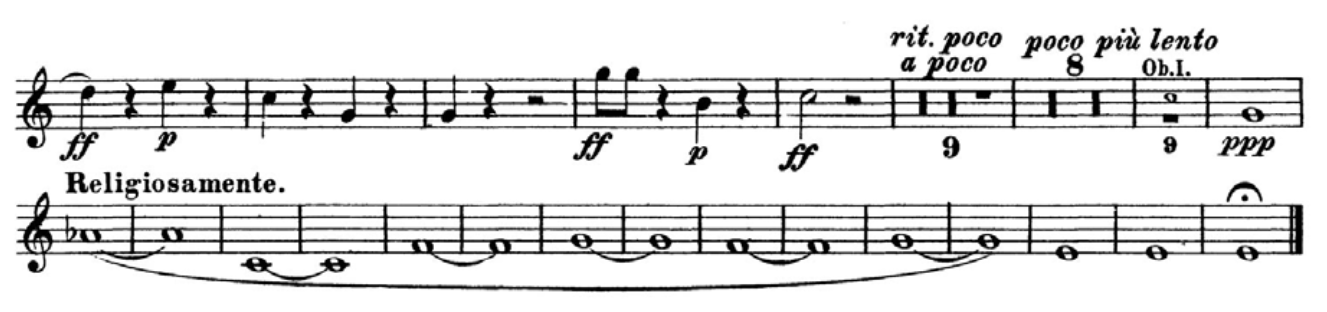 rit. poco
a poco
poco più lento
8
Ob.I.
ff p ff p ff 9 9 ppp
Religiosamente.